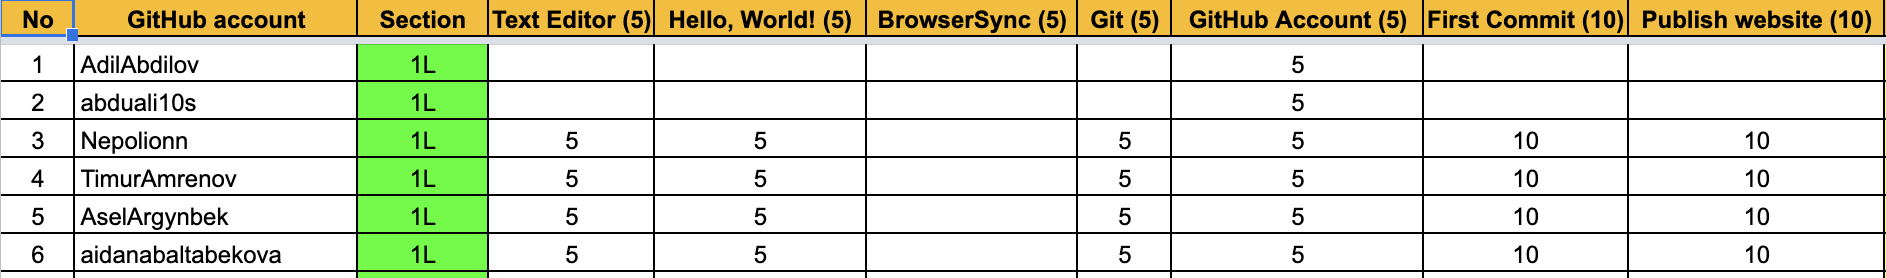 No GitHub account Section Text Editor (5) Hello, World! (5) BrowserSync (5) Git (5) GitHub Account (5) First Commit (10) Publish website (10)
1 AdilAbdilov 1L 5
2 abduali10s 1L 5
3 Nepolionn 1L 5 5 5 5 10 10
4 TimurAmrenov 1L 5 5 5 5 10 10
5 AselArgynbek 1L 5 5 5 5 10 10
6 aidanabaltabekova 1L 5 5 5 5 10 10